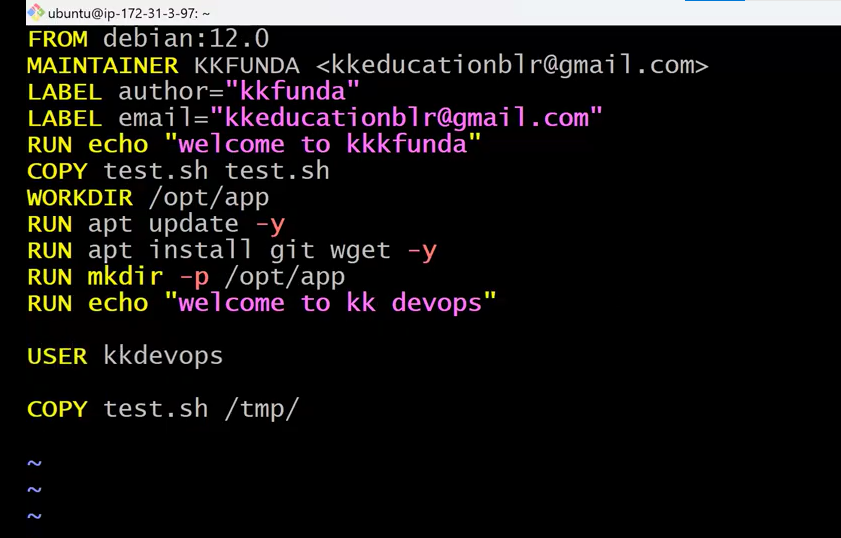 ubuntu@ip-172-31-3-97: ~
FROM debian:12.0
MAINTAINER KKFUNDA <kkeducationblr@gmail.com>
LABEL author="kkfunda"
LABEL email="kkeducationblr@gmail.com"
RUN echo "welcome to kkkfunda"
COPY test.sh test.sh
WORKDIR /opt/app
RUN apt update -y
RUN apt install git wget -y
RUN mkdir -p /opt/app
RUN echo "welcome to kk devops"
USER kkdevops
COPY test.sh /tmp/
~
~
~